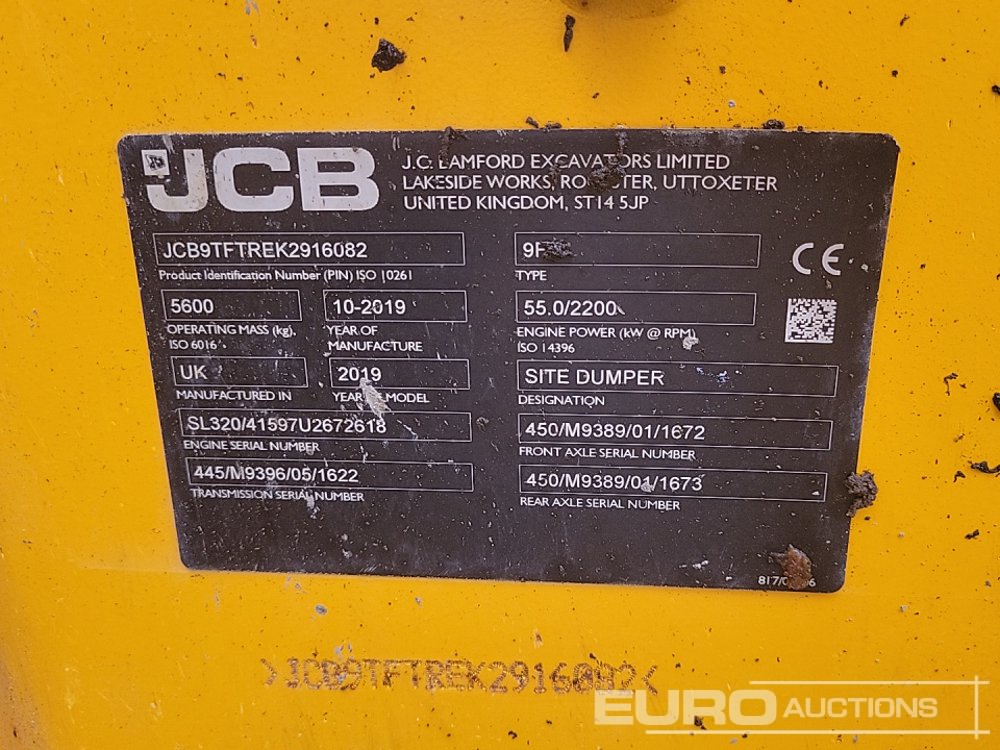 JCB
J.C. BAMFORD EXCAVATORS LIMITED
LAKESIDE WORKS, ROCESTER, UTTOXETER
UNITED KINGDOM, ST14 5JP
JCB9TFTREK2916082
Product Identification Number (PIN) ISO 10261
TYPE
CE
5600
OPERATING MASS (kg)
ISO 6016
10-2019
YEAR OF
MANUFACTURE
55.0/2200
ENGINE POWER (kW @ RPM)
ISO 14396
UK
MANUFACTURED IN
2019
YEAR OF MODEL
SITE DUMPER
DESIGNATION
SL320/41597U2672618
ENGINE SERIAL NUMBER
450/M9389/01/1672
FRONT AXLE SERIAL NUMBER
445/M9396/05/1622
TRANSMISSION SERIAL NUMBER
450/M9389/01/1673
REAR AXLE SERIAL NUMBER
>JCB9TFTREK2916082<
EURO AUCTIONS